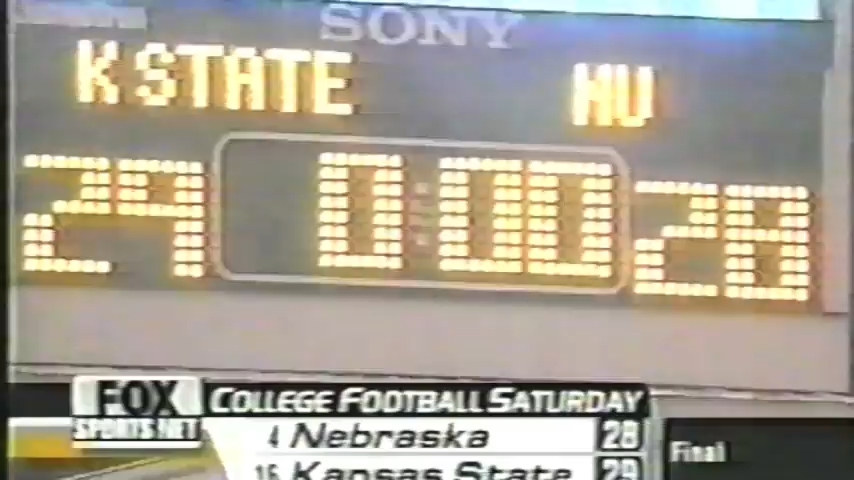 SONY
K STATE NU
29 0:00 28
FOX COLLEGE FOOTBALL SATURDAY
SPORTS NET 4 Nebraska 28 Final
16 Kansas State 29